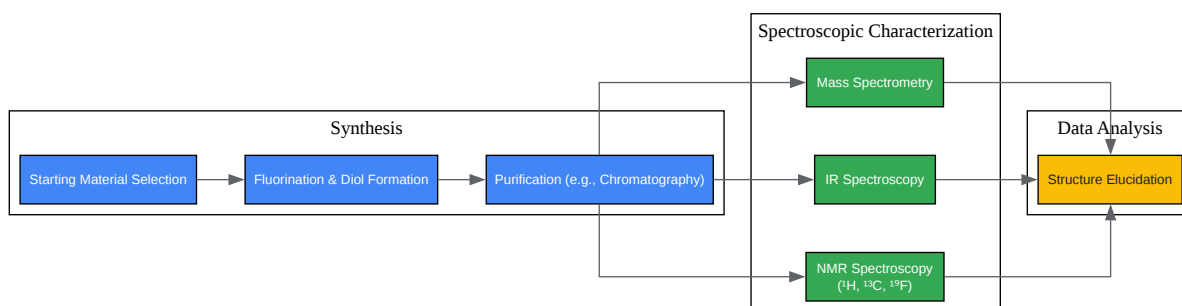 Spectroscopic Characterization
Mass Spectrometry
Synthesis
Data Analysis
Starting Material Selection
Fluorination & Diol Formation
Purification (e.g., Chromatography)
IR Spectroscopy
Structure Elucidation
NMR Spectroscopy
(¹H, ¹³C, ¹⁹F)